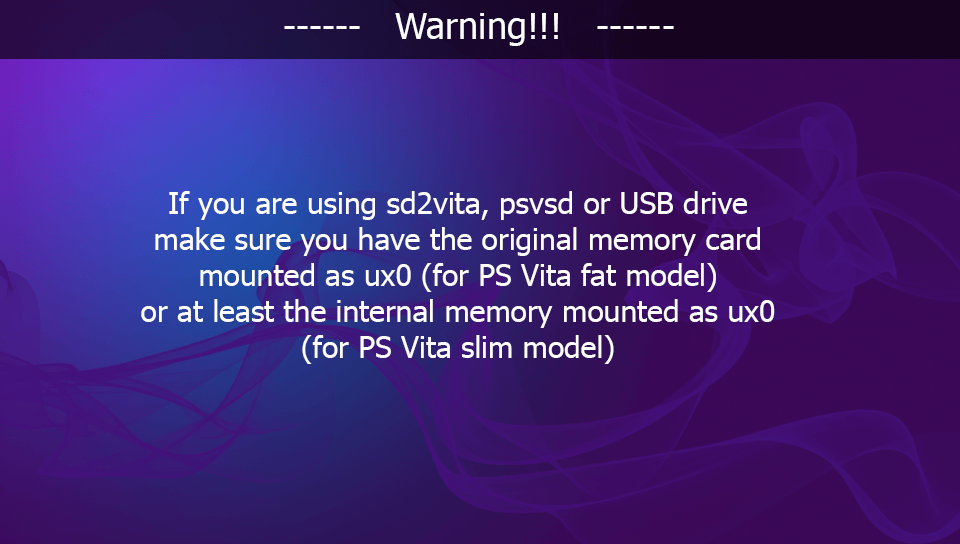 ------ Warning!!! ------
If you are using sd2vita, psvsd or USB drive
make sure you have the original memory card
mounted as ux0 (for PS Vita fat model)
or at least the internal memory mounted as ux0
(for PS Vita slim model)